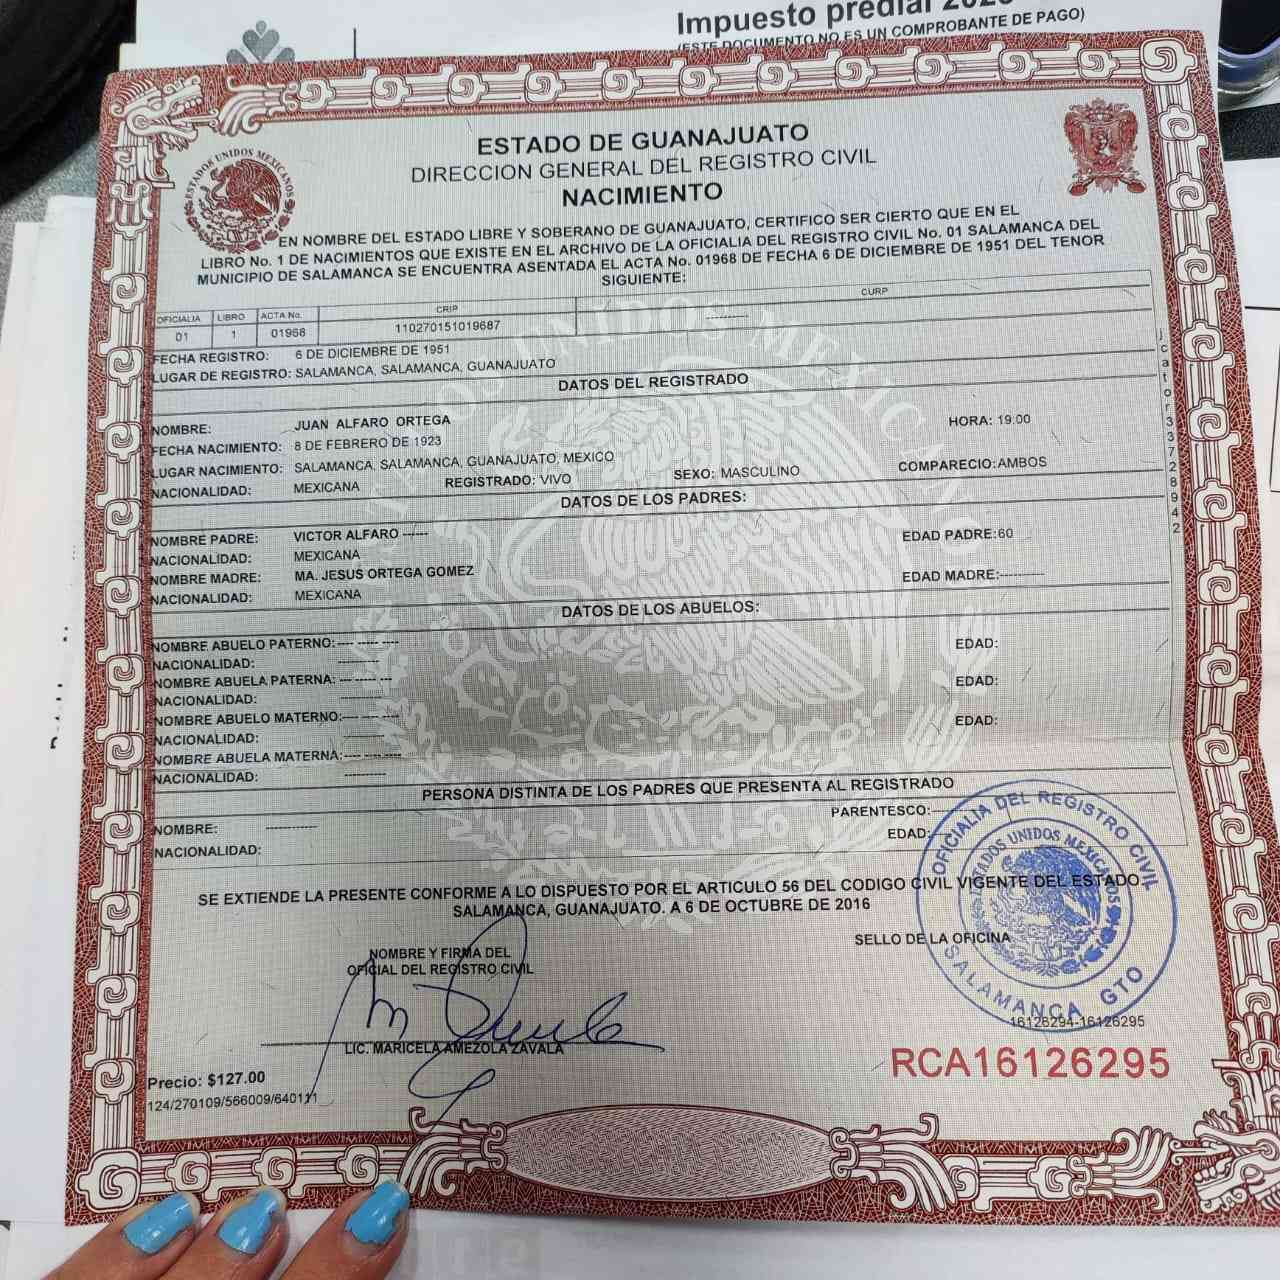 Impuesto predial
(ESTE DOCUMENTO NO ES UN COMPROBANTE DE PAGO)
ESTADO DE GUANAJUATO
DIRECCION GENERAL DEL REGISTRO CIVIL
NACIMIENTO
ESTADOS UNIDOS MEXICANOS
EN NOMBRE DEL ESTADO LIBRE Y SOBERANO DE GUANAJUATO, CERTIFICO SER CIERTO QUE EN EL
LIBRO No. 1 DE NACIMIENTOS QUE EXISTE EN EL ARCHIVO DE LA OFICIALIA DEL REGISTRO CIVIL No. 01 SALAMANCA DEL
MUNICIPIO DE SALAMANCA SE ENCUENTRA ASENTADA EL ACTA No. 01968 DE FECHA 6 DE DICIEMBRE DE 1951 DEL TENOR
SIGUIENTE:
OFICIALIA LIBRO ACTA No. CRIP CURP
01 1 01968 110270151019687 ----------
FECHA REGISTRO: 6 DE DICIEMBRE DE 1951
LUGAR DE REGISTRO: SALAMANCA, SALAMANCA, GUANAJUATO
DATOS DEL REGISTRADO
NOMBRE: JUAN ALFARO ORTEGA HORA: 19:00
FECHA NACIMIENTO: 8 DE FEBRERO DE 1923
LUGAR NACIMIENTO: SALAMANCA, SALAMANCA, GUANAJUATO, MEXICO
NACIONALIDAD: MEXICANA REGISTRADO: VIVO SEXO: MASCULINO COMPARECIO:AMBOS
DATOS DE LOS PADRES:
NOMBRE PADRE: VICTOR ALFARO ------ EDAD PADRE:60
NACIONALIDAD: MEXICANA
NOMBRE MADRE: MA. JESUS ORTEGA GOMEZ EDAD MADRE:----------
NACIONALIDAD: MEXICANA
DATOS DE LOS ABUELOS:
NOMBRE ABUELO PATERNO:--- ----- ---- EDAD:
NACIONALIDAD: ----------
NOMBRE ABUELA PATERNA: --- ----- --- EDAD:
NACIONALIDAD: ----------
NOMBRE ABUELO MATERNO:---- ---- ---- EDAD:
NACIONALIDAD: ----------
NOMBRE ABUELA MATERNA:---- ---- ----
NACIONALIDAD: ----------
PERSONA DISTINTA DE LOS PADRES QUE PRESENTA AL REGISTRADO
PARENTESCO:---
NOMBRE: ------------ EDAD:---
NACIONALIDAD:
SE EXTIENDE LA PRESENTE CONFORME A LO DISPUESTO POR EL ARTICULO 56 DEL CODIGO CIVIL VIGENTE DEL ESTADO.
SALAMANCA, GUANAJUATO. A 6 DE OCTUBRE DE 2016
NOMBRE Y FIRMA DEL
OFICIAL DEL REGISTRO CIVIL
SELLO DE LA OFICINA
OFICIALIA DEL REGISTRO CIVIL
ESTADOS UNIDOS MEXICANOS
SALAMANCA GTO
16126294-16126295
LIC. MARICELA AMEZOLA ZAVALA
RCA16126295
Precio: $127.00
124/270109/566009/640111
jcator33728942
ESTADOS UNIDOS MEXICANOS